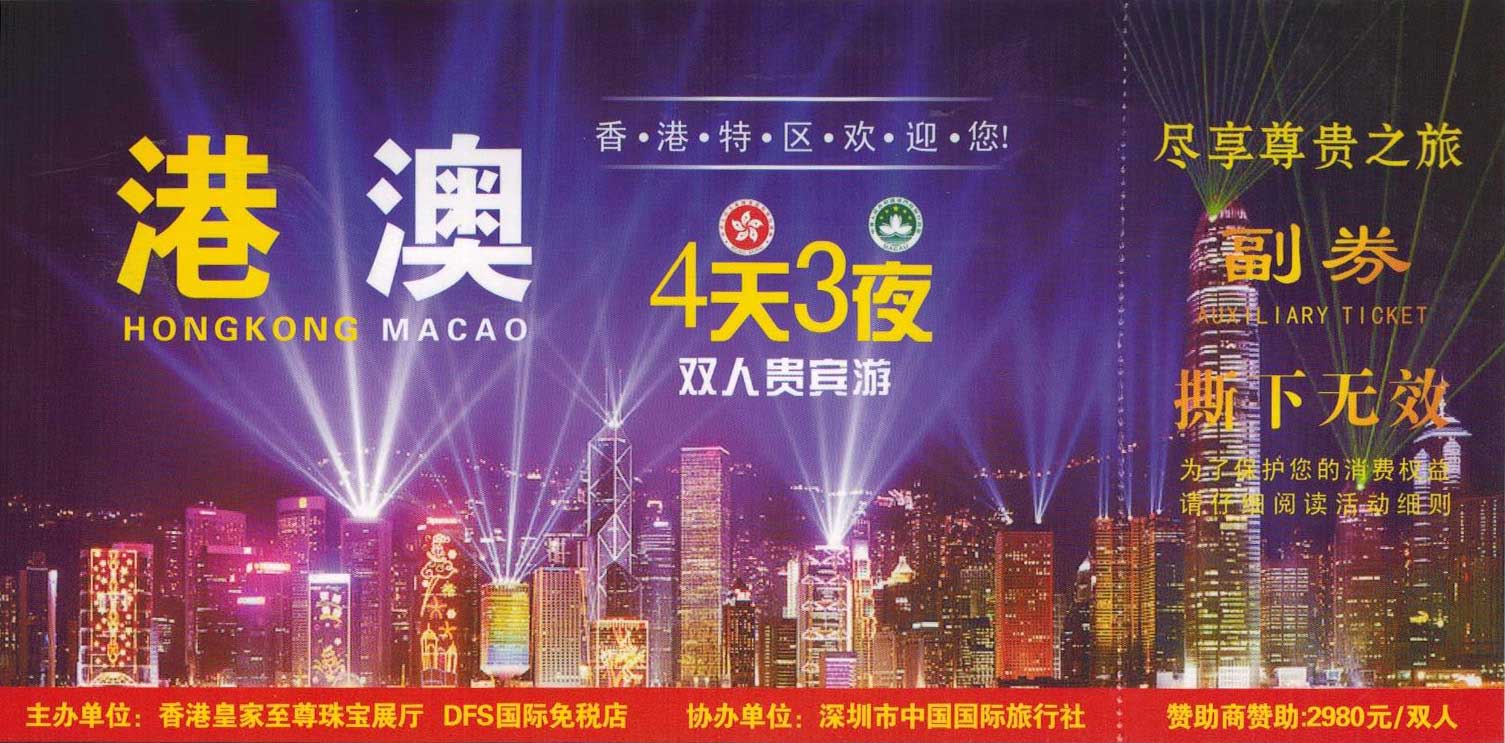 港 澳
HONGKONG MACAO
香•港•特•区•欢•迎•您!
MACAU
4天3夜
双人贵宾游
尽享尊贵之旅
副券
AUXILIARY TICKET
撕下无效
为了保护您的消费权益
请仔细阅读活动细则
主办单位：香港皇家至尊珠宝展厅 DFS国际免税店 协办单位：深圳市中国国际旅行社
赞助商赞助:2980元/双人